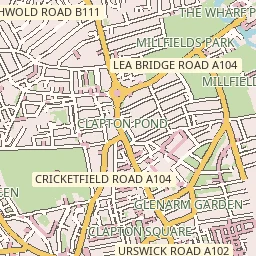 HWOLD ROAD B111
THE WHARF P
MILLFIELDS PARK
LEA BRIDGE ROAD A104
MILLFIELD
CLAPTON POND
CRICKETFIELD ROAD A104
EEN
GLENARM GARDEN
CLAPTON SQUARE
URSWICK ROAD A102